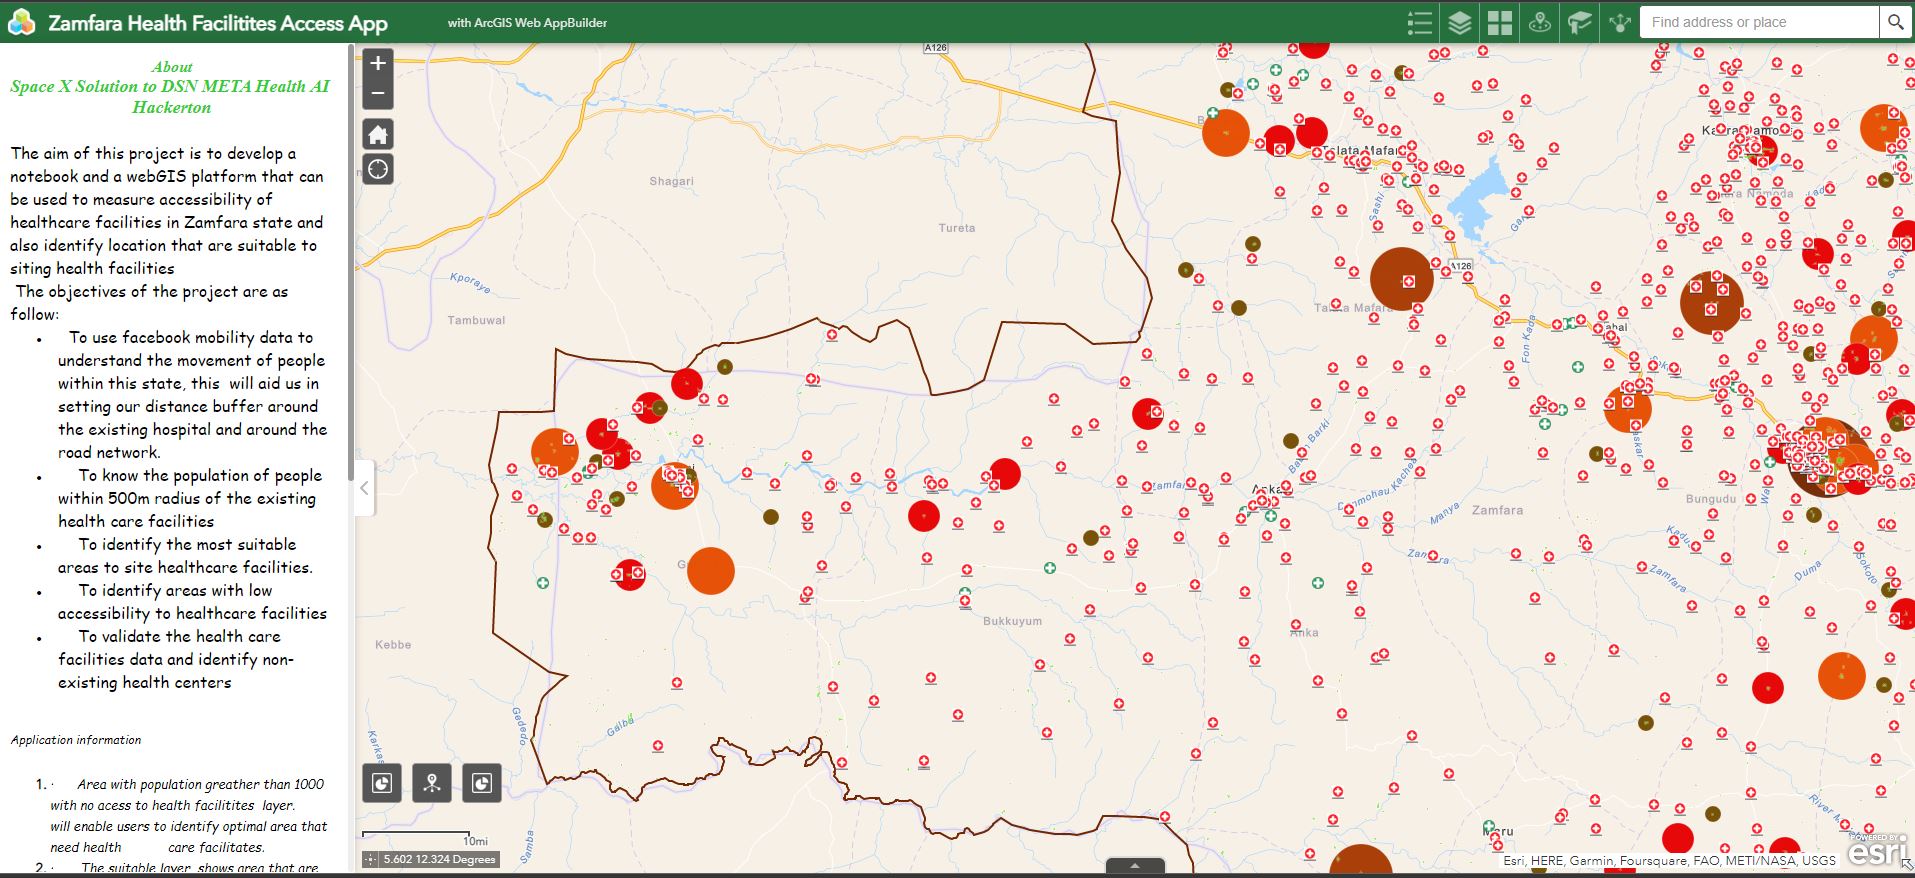 Zamfara Health Facilitites Access App
with ArcGIS Web AppBuilder
Find address or place
About
Space X Solution to DSN META Health AI
Hackerton
The aim of this project is to develop a
notebook and a webGIS platform that can
be used to measure accessibility of
healthcare facilities in Zamfara state and
also identify location that are suitable to
siting health facilities
The objectives of the project are as
follow:
• To use facebook mobility data to
understand the movement of people
within this state, this will aid us in
setting our distance buffer around
the existing hospital and around the
road network.
• To know the population of people
within 500m radius of the existing
health care facilities
• To identify the most suitable
areas to site healthcare facilities.
• To identify areas with low
accessibility to healthcare facilities
• To validate the health care
facilities data and identify non-
existing health centers
Application information
1. · Area with population greather than 1000
with no acess to health facilitites layer.
will enable users to identify optimal area that
need health care facilitates.
2. · The suitable layer shows area that are
A126
Shagari
Tureta
Kporaye
Tambuwal
Talata Mafara
Sashi
A126
Fon Kada
Zamfara
Anka
Manya
Zamfara
Bungudu
Zamfara
Zamfara
Duma
Sokoto
Bukkuyum
Anka
Kebbe
Gedeoe
Galba
Karkas
Samba
10mi
5.602 12.324 Degrees
Esri, HERE, Garmin, Foursquare, FAO, METI/NASA, USGS
POWERED BY
esri